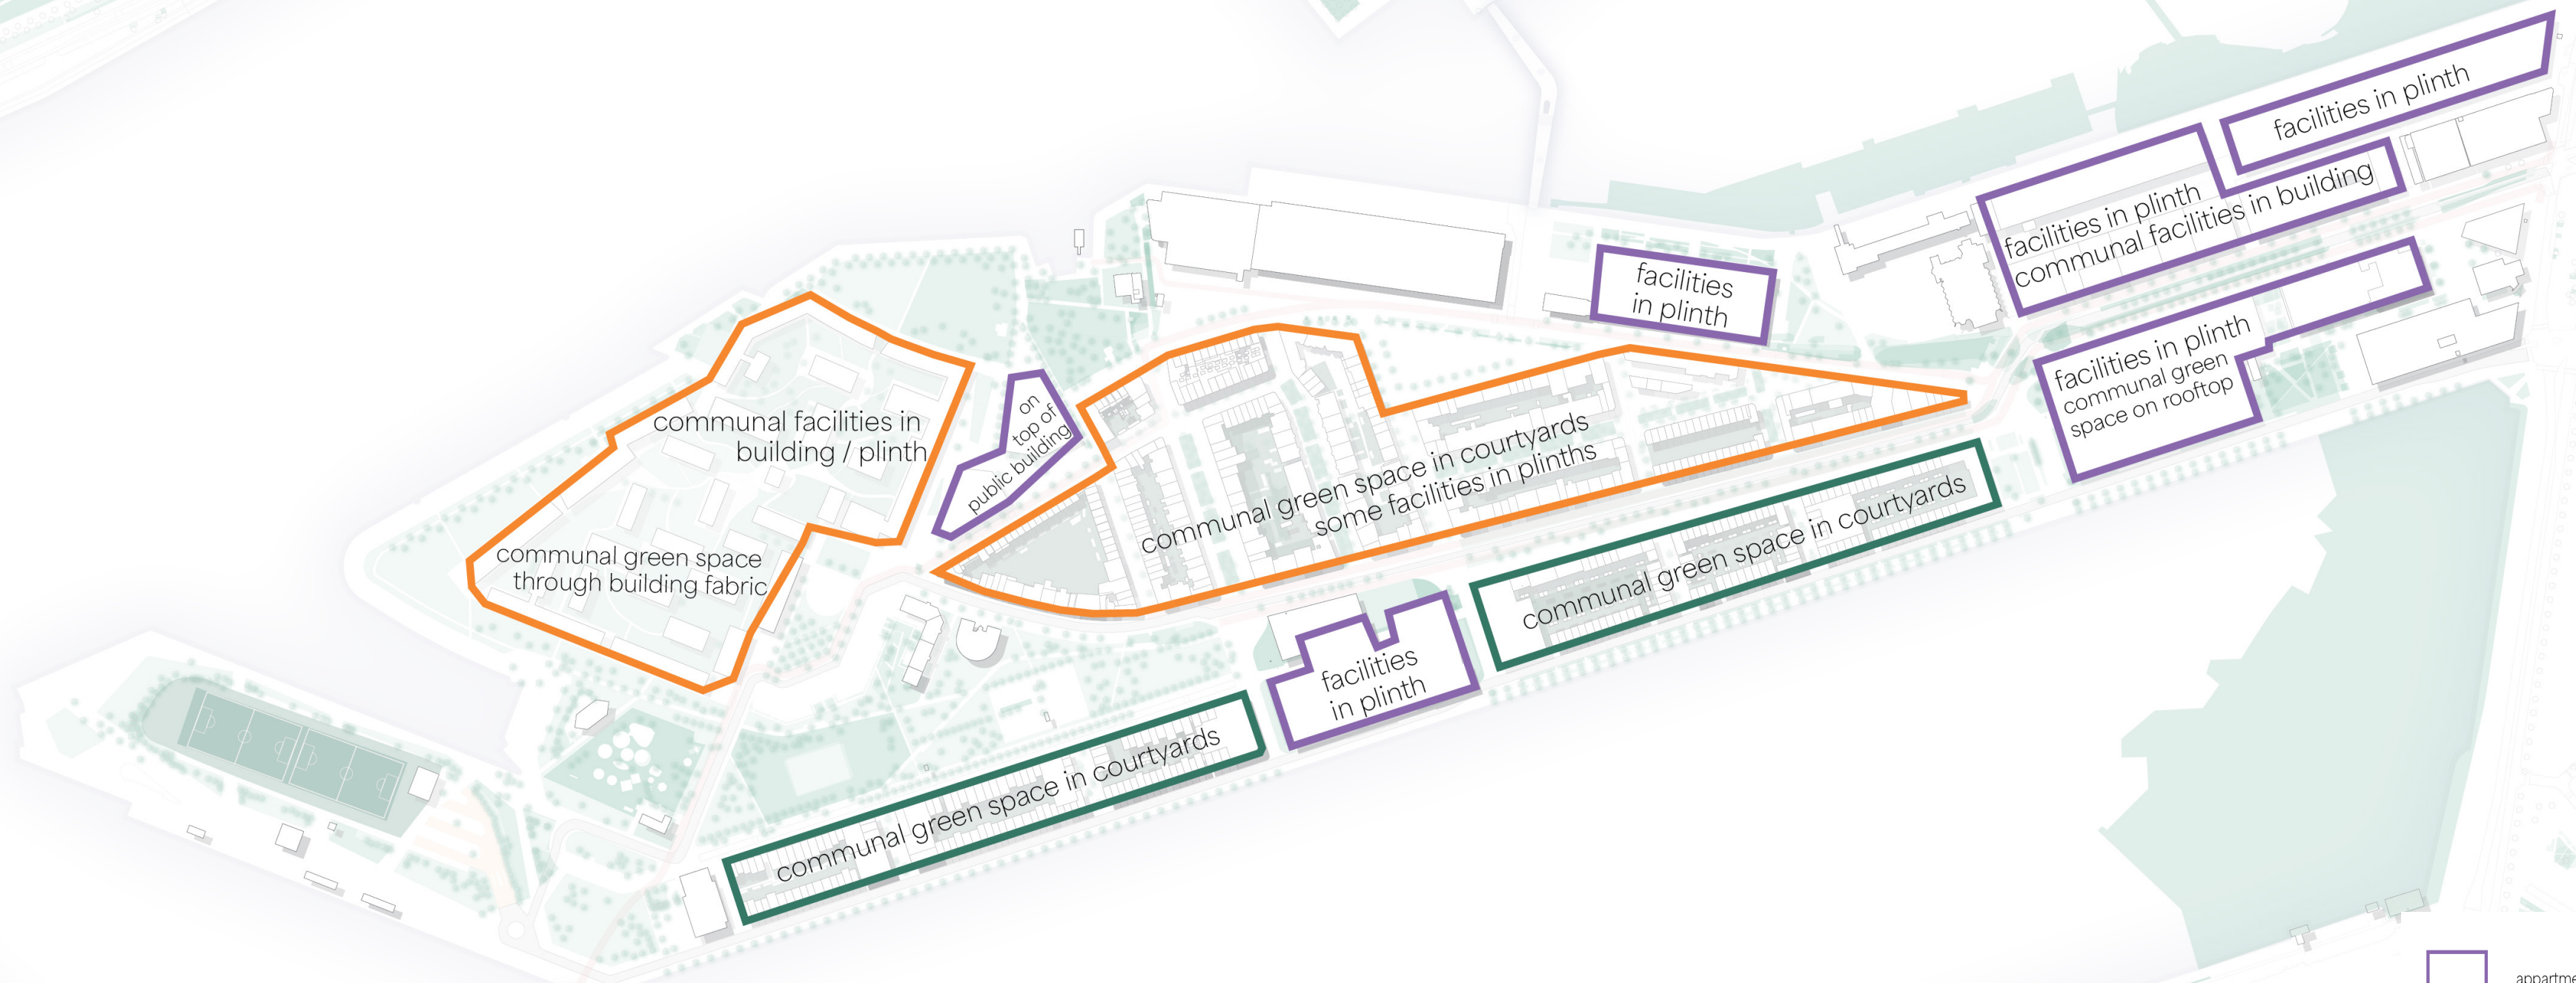 facilities in plinth
facilities in plinth
communal facilities in building
facilities
in plinth
facilities in plinth
communal green
space on rooftop
on
top of
public building
communal facilities in
building / plinth
communal green space
through building fabric
communal green space in courtyards
some facilities in plinths
communal green space in courtyards
facilities
in plinth
communal green space in courtyards